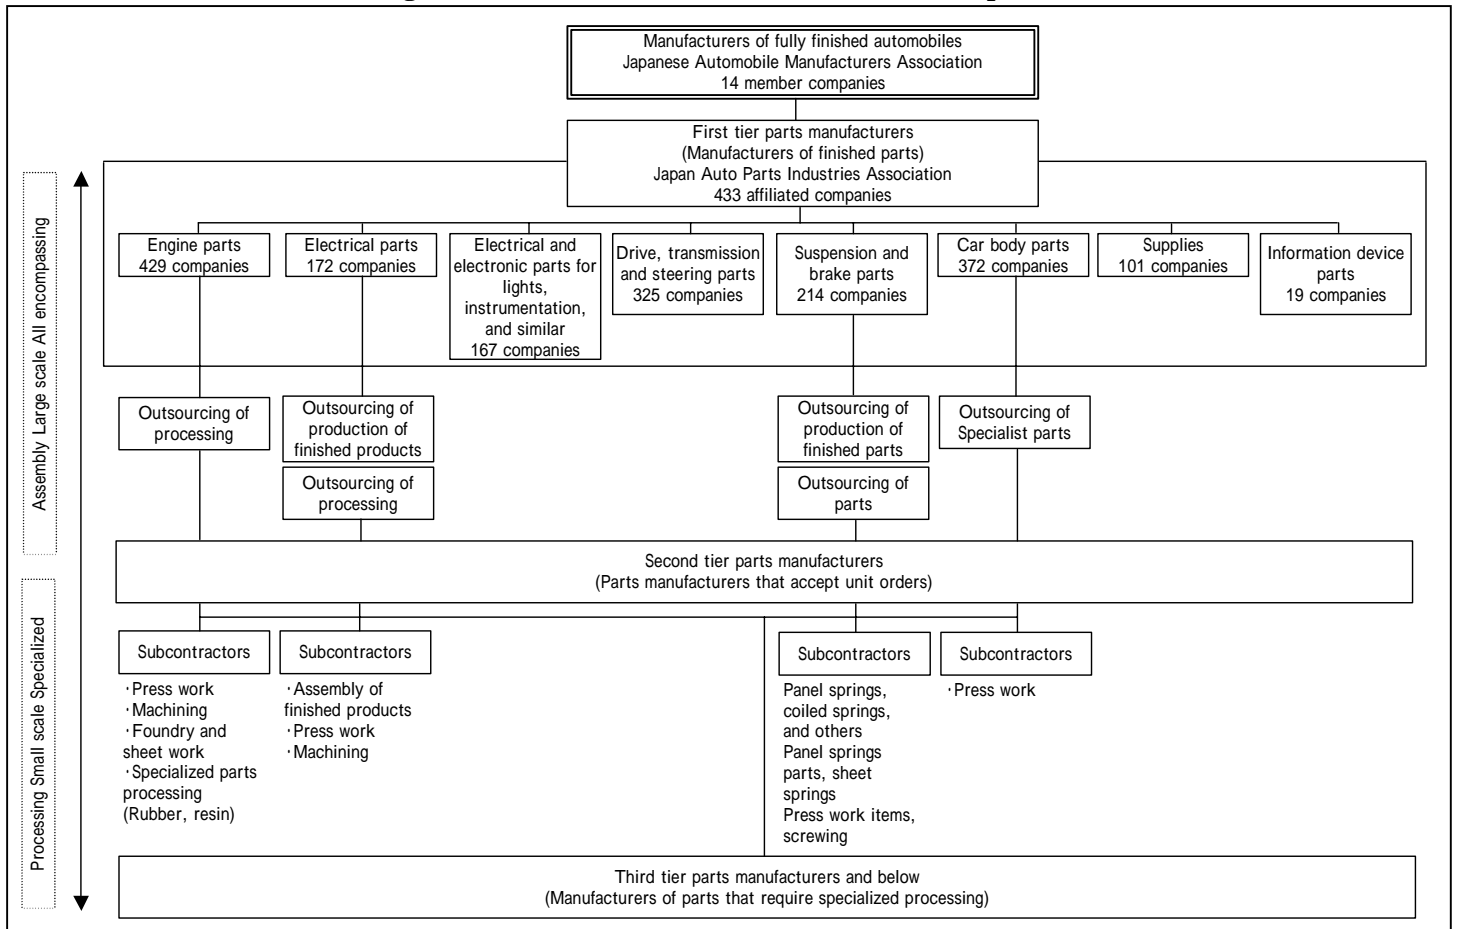 Manufacturers of fully finished automobiles
Japanese Automobile Manufacturers Association
14 member companies
First tier parts manufacturers
(Manufacturers of finished parts)
Japan Auto Parts Industries Association
433 affiliated companies
Assembly Large scale All encompassing
Engine parts
429 companies
Electrical parts
172 companies
Electrical and
electronic parts for
lights,
instrumentation,
and similar
167 companies
Drive, transmission
and steering parts
325 companies
Suspension and
brake parts
214 companies
Car body parts
372 companies
Supplies
101 companies
Information device
parts
19 companies
Outsourcing of
processing
Outsourcing of
production of
finished products
Outsourcing of
processing
Outsourcing of
production of
finished parts
Outsourcing of
parts
Outsourcing of
Specialist parts
Second tier parts manufacturers
(Parts manufacturers that accept unit orders)
Processing Small scale Specialized
Subcontractors
·Press work
·Machining
·Foundry and
sheet work
·Specialized parts
processing
(Rubber, resin)
Subcontractors
·Assembly of
finished products
·Press work
·Machining
Subcontractors
Panel springs,
coiled springs,
and others
Panel springs
parts, sheet
springs
Press work items,
screwing
Subcontractors
·Press work
Third tier parts manufacturers and below
(Manufacturers of parts that require specialized processing)